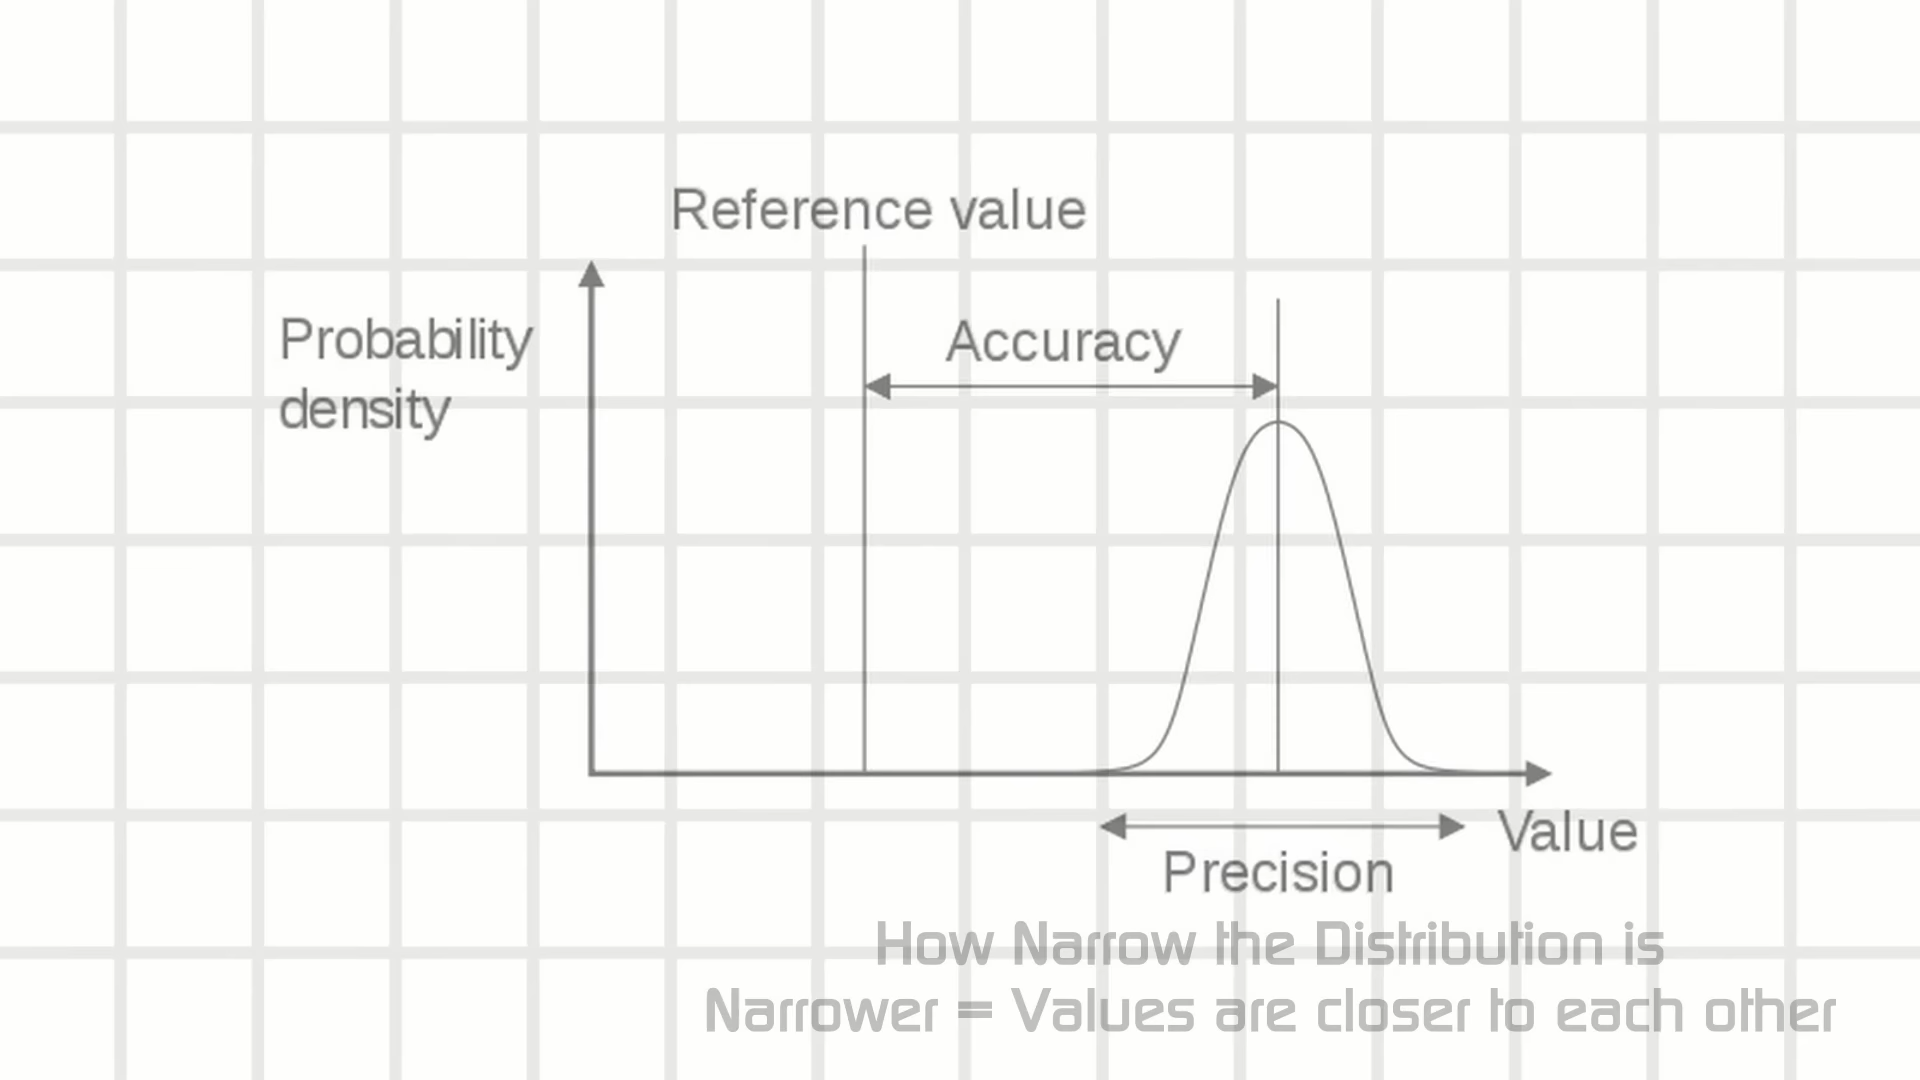 Reference value
Probability
density
Accuracy
Value
Precision
How Narrow the Distribution is
Narrower = Values are closer to each other